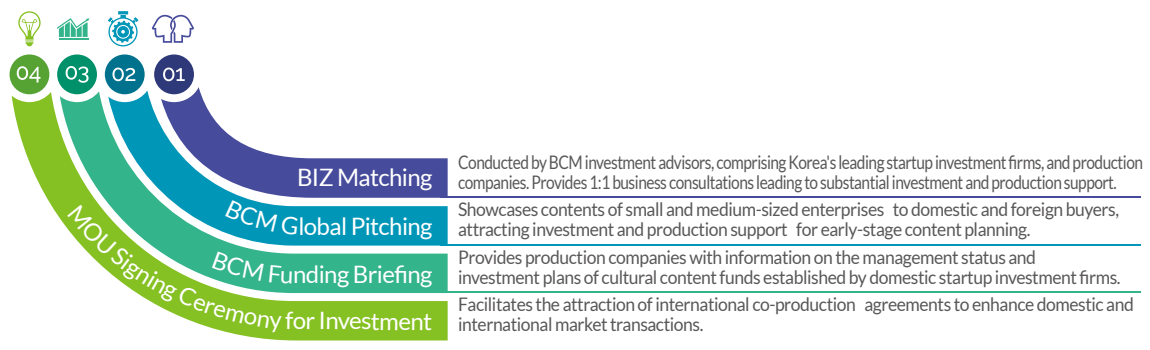 04
03
02
01
BIZ Matching
Conducted by BCM investment advisors, comprising Korea's leading startup investment firms, and production
companies. Provides 1:1 business consultations leading to substantial investment and production support.
BCM Global Pitching
Showcases contents of small and medium-sized enterprises to domestic and foreign buyers,
attracting investment and production support for early-stage content planning.
BCM Funding Briefing
Provides production companies with information on the management status and
investment plans of cultural content funds established by domestic startup investment firms.
MOU Signing Ceremony for Investment
Facilitates the attraction of international co-production agreements to enhance domestic and
international market transactions.